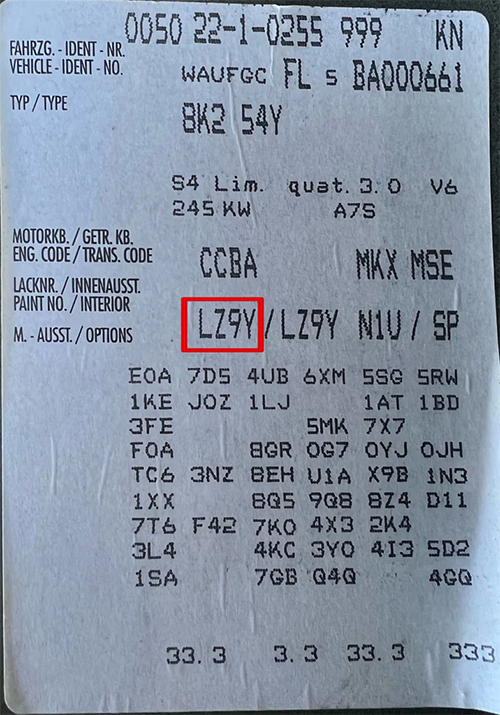 0050 22-1-0255 999 KN
FAHRZG. - IDENT - NR.
VEHICLE - IDENT - NO. WAUFGC FL S BA000661
TYP / TYPE 8K2 54Y
S4 Lim. quat. 3.0 V6
245 KW A7S
MOTORKB. / GETR. KB.
ENG. CODE / TRANS. CODE CCBA MKX MSE
LACKNR. / INNENAUSST.
PAINT NO. / INTERIOR LZ9Y / LZ9Y N1U / SP
M. - AUSST. / OPTIONS
E0A 7D5 4UB 6XM 5SG 5RW
1KE J0Z 1LJ 1AT 1BD
3FE 5MK 7X7
F0A 8GR 0G7 0YJ 0JH
TC6 3NZ 8EH U1A X9B 1N3
1XX 8Q5 9Q8 8Z4 D11
7T6 F42 7K0 4X3 2K4
3L4 4KC 3Y0 4I3 5D2
1SA 7GB Q4Q 4GQ
33. 3 3. 3 33. 3 333